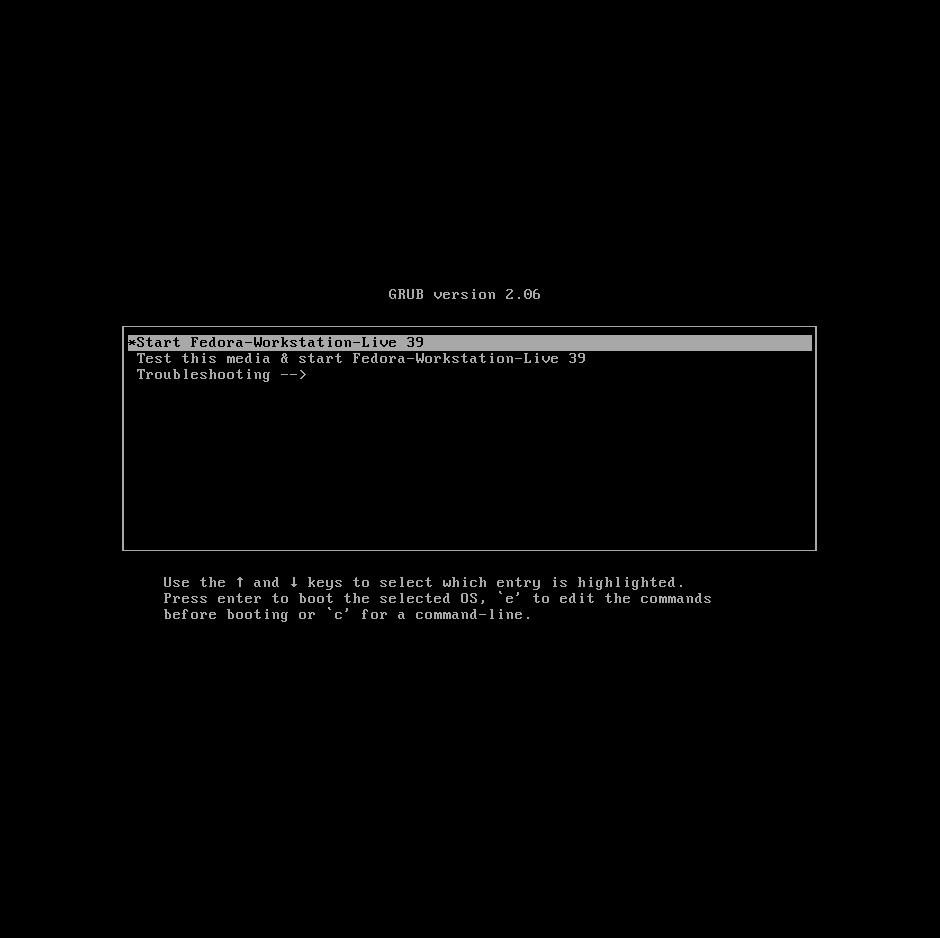 GRUB version 2.06
*Start Fedora-Workstation-Live 39
Test this media & start Fedora-Workstation-Live 39
Troubleshooting -->
Use the ↑ and ↓ keys to select which entry is highlighted.
Press enter to boot the selected OS, `e' to edit the commands
before booting or `c' for a command-line.